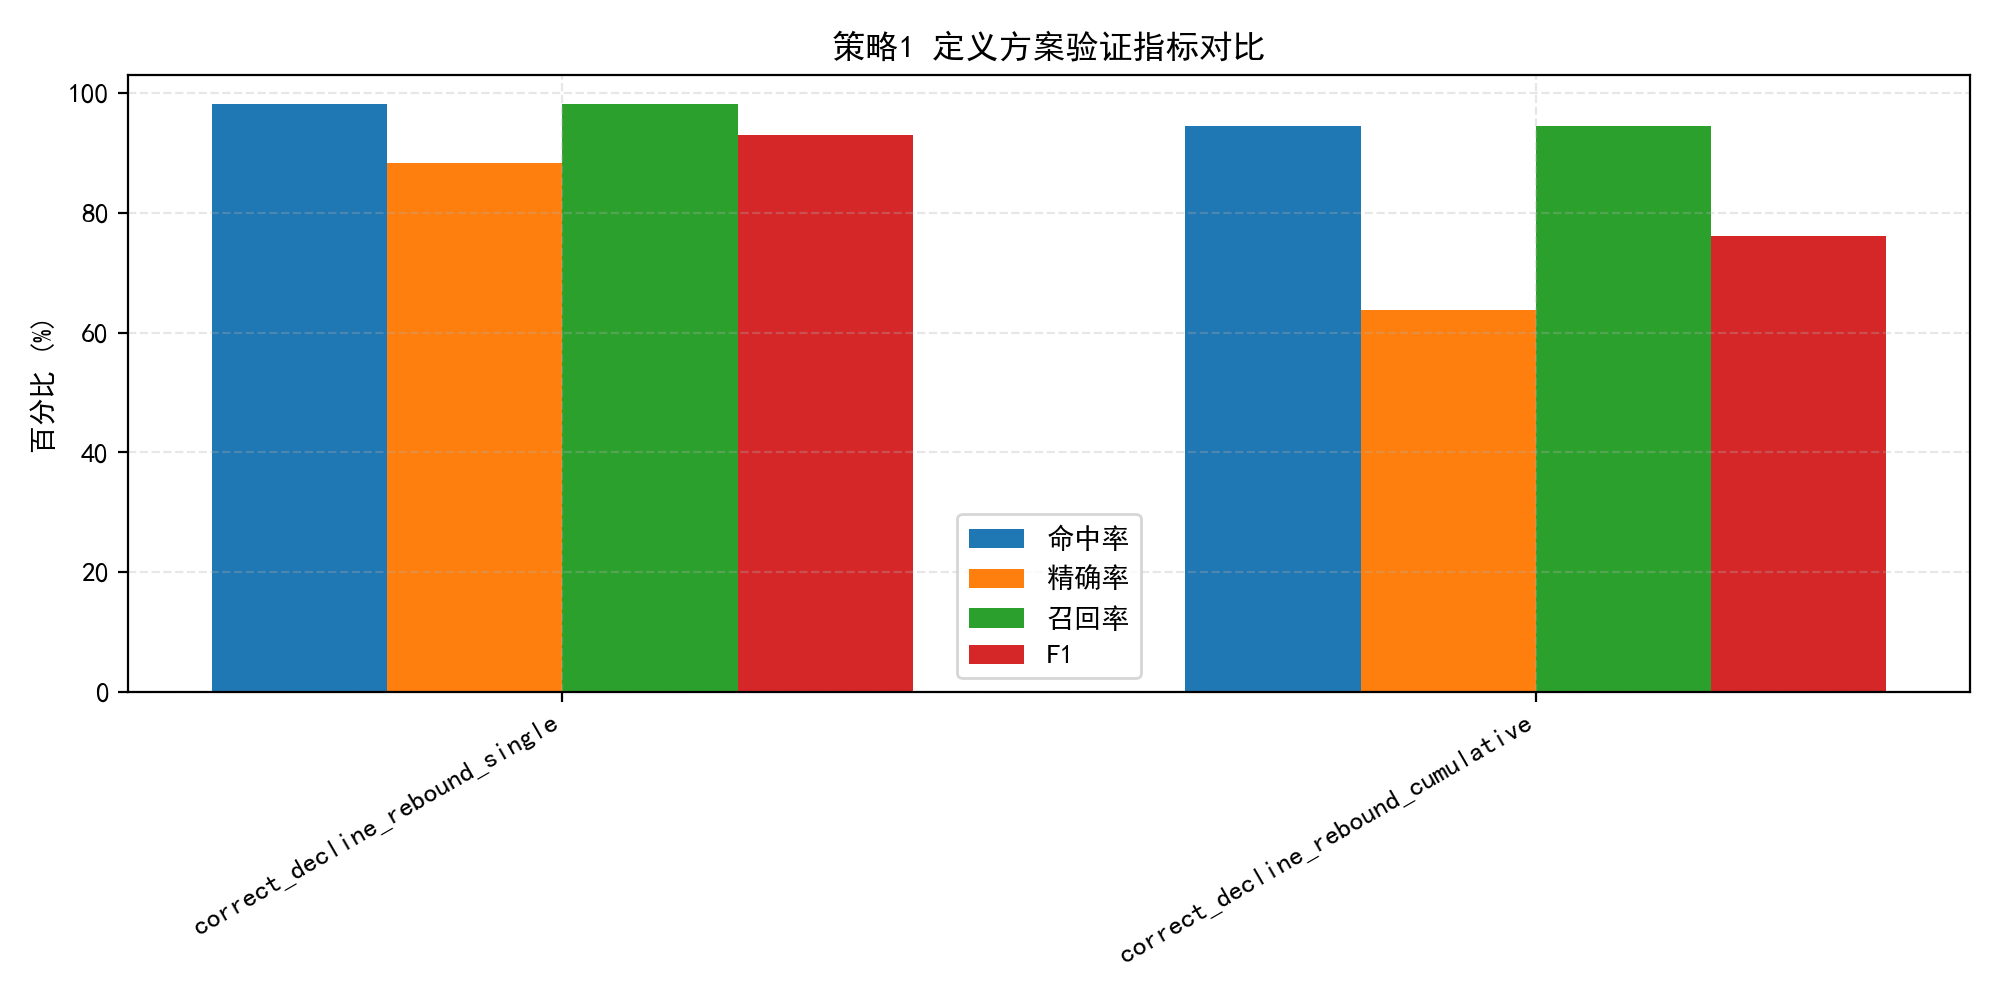 策略1 定义方案验证指标对比
百分比 (%)
100
80
60
40
20
0
命中率
精确率
召回率
F1
correct_decline_rebound_single
correct_decline_rebound_cumulative